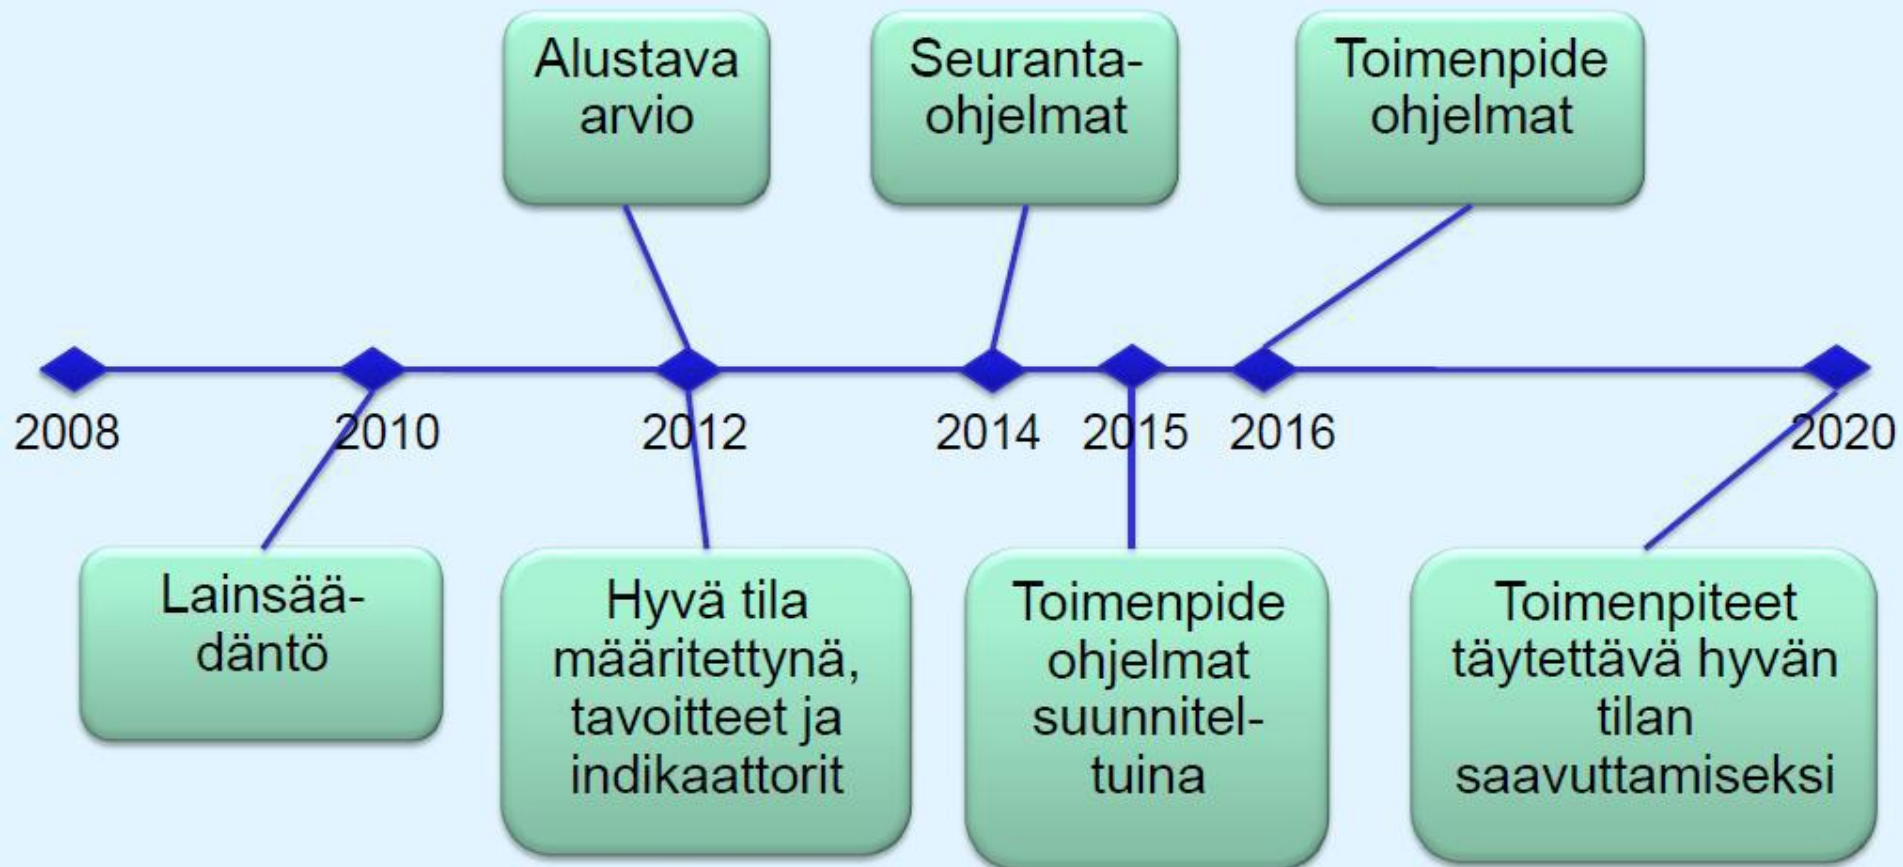 Alustava
arvio
Seuranta-
ohjelmat
Toimenpide
ohjelmat
2008
2010
2012
2014
2015
2016
2020
Lainsää-
däntö
Hyvä tila
määritettynä,
tavoitteet ja
indikaattorit
Toimenpide
ohjelmat
suunnitel-
tuina
Toimenpiteet
täytettävä hyvän
tilan
saavuttamiseksi